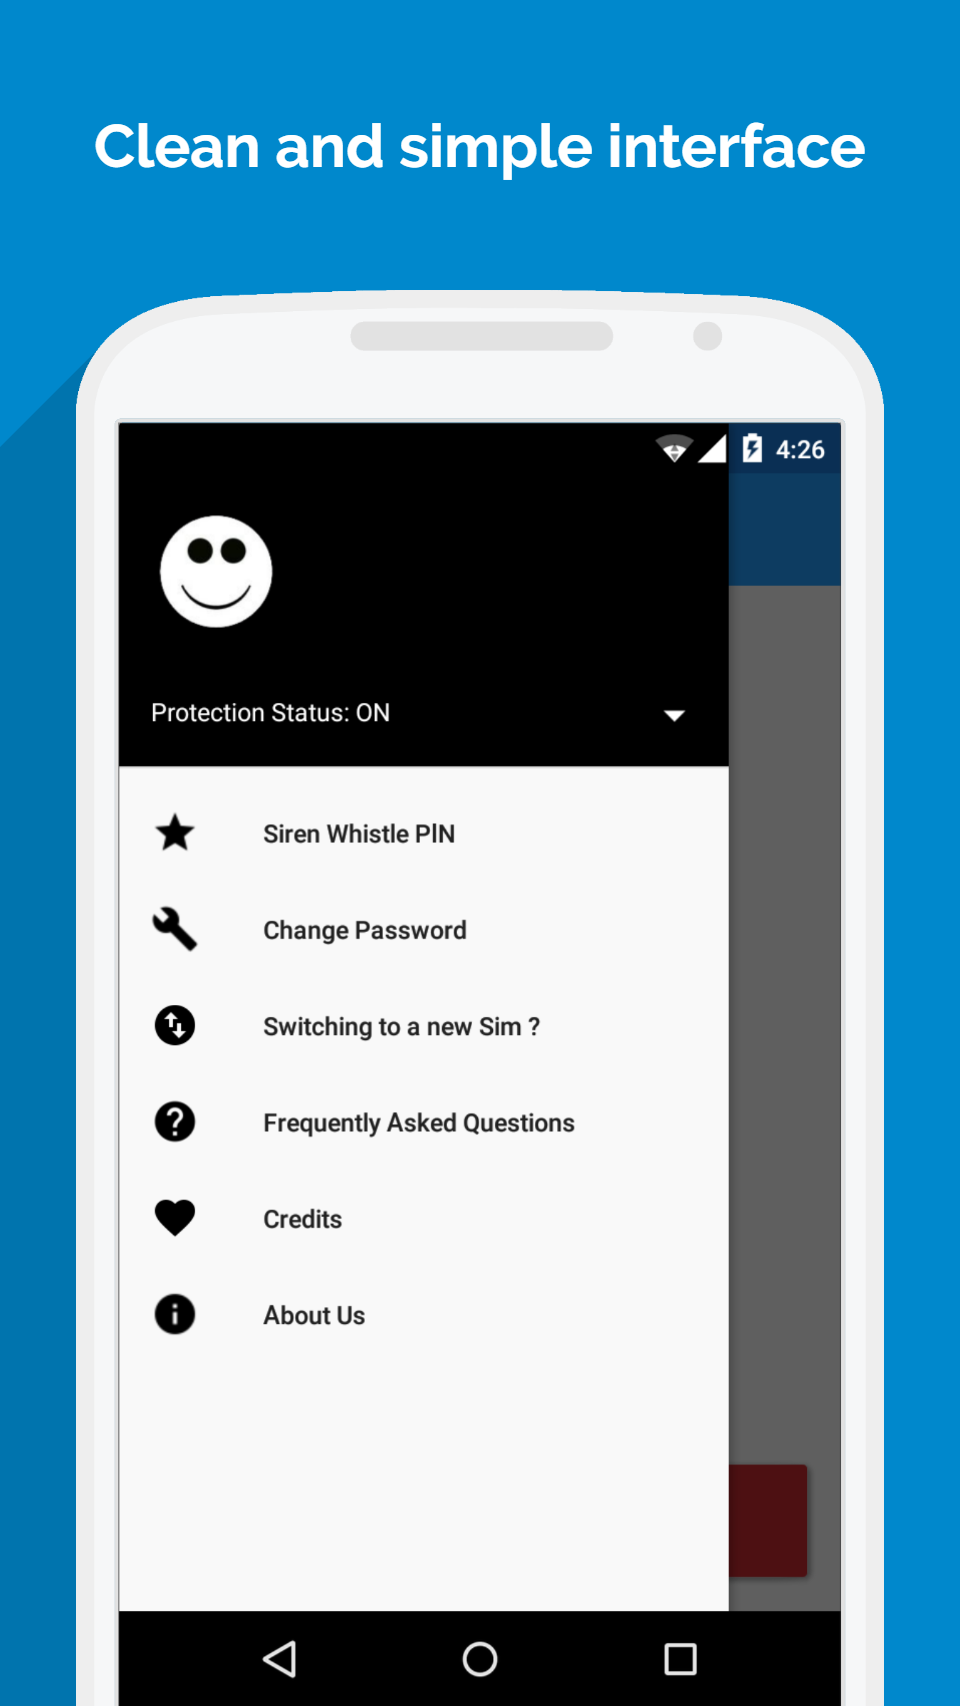 Clean and simple interface
4:26
Protection Status: ON
Siren Whistle PIN
Change Password
Switching to a new Sim ?
Frequently Asked Questions
Credits
About Us